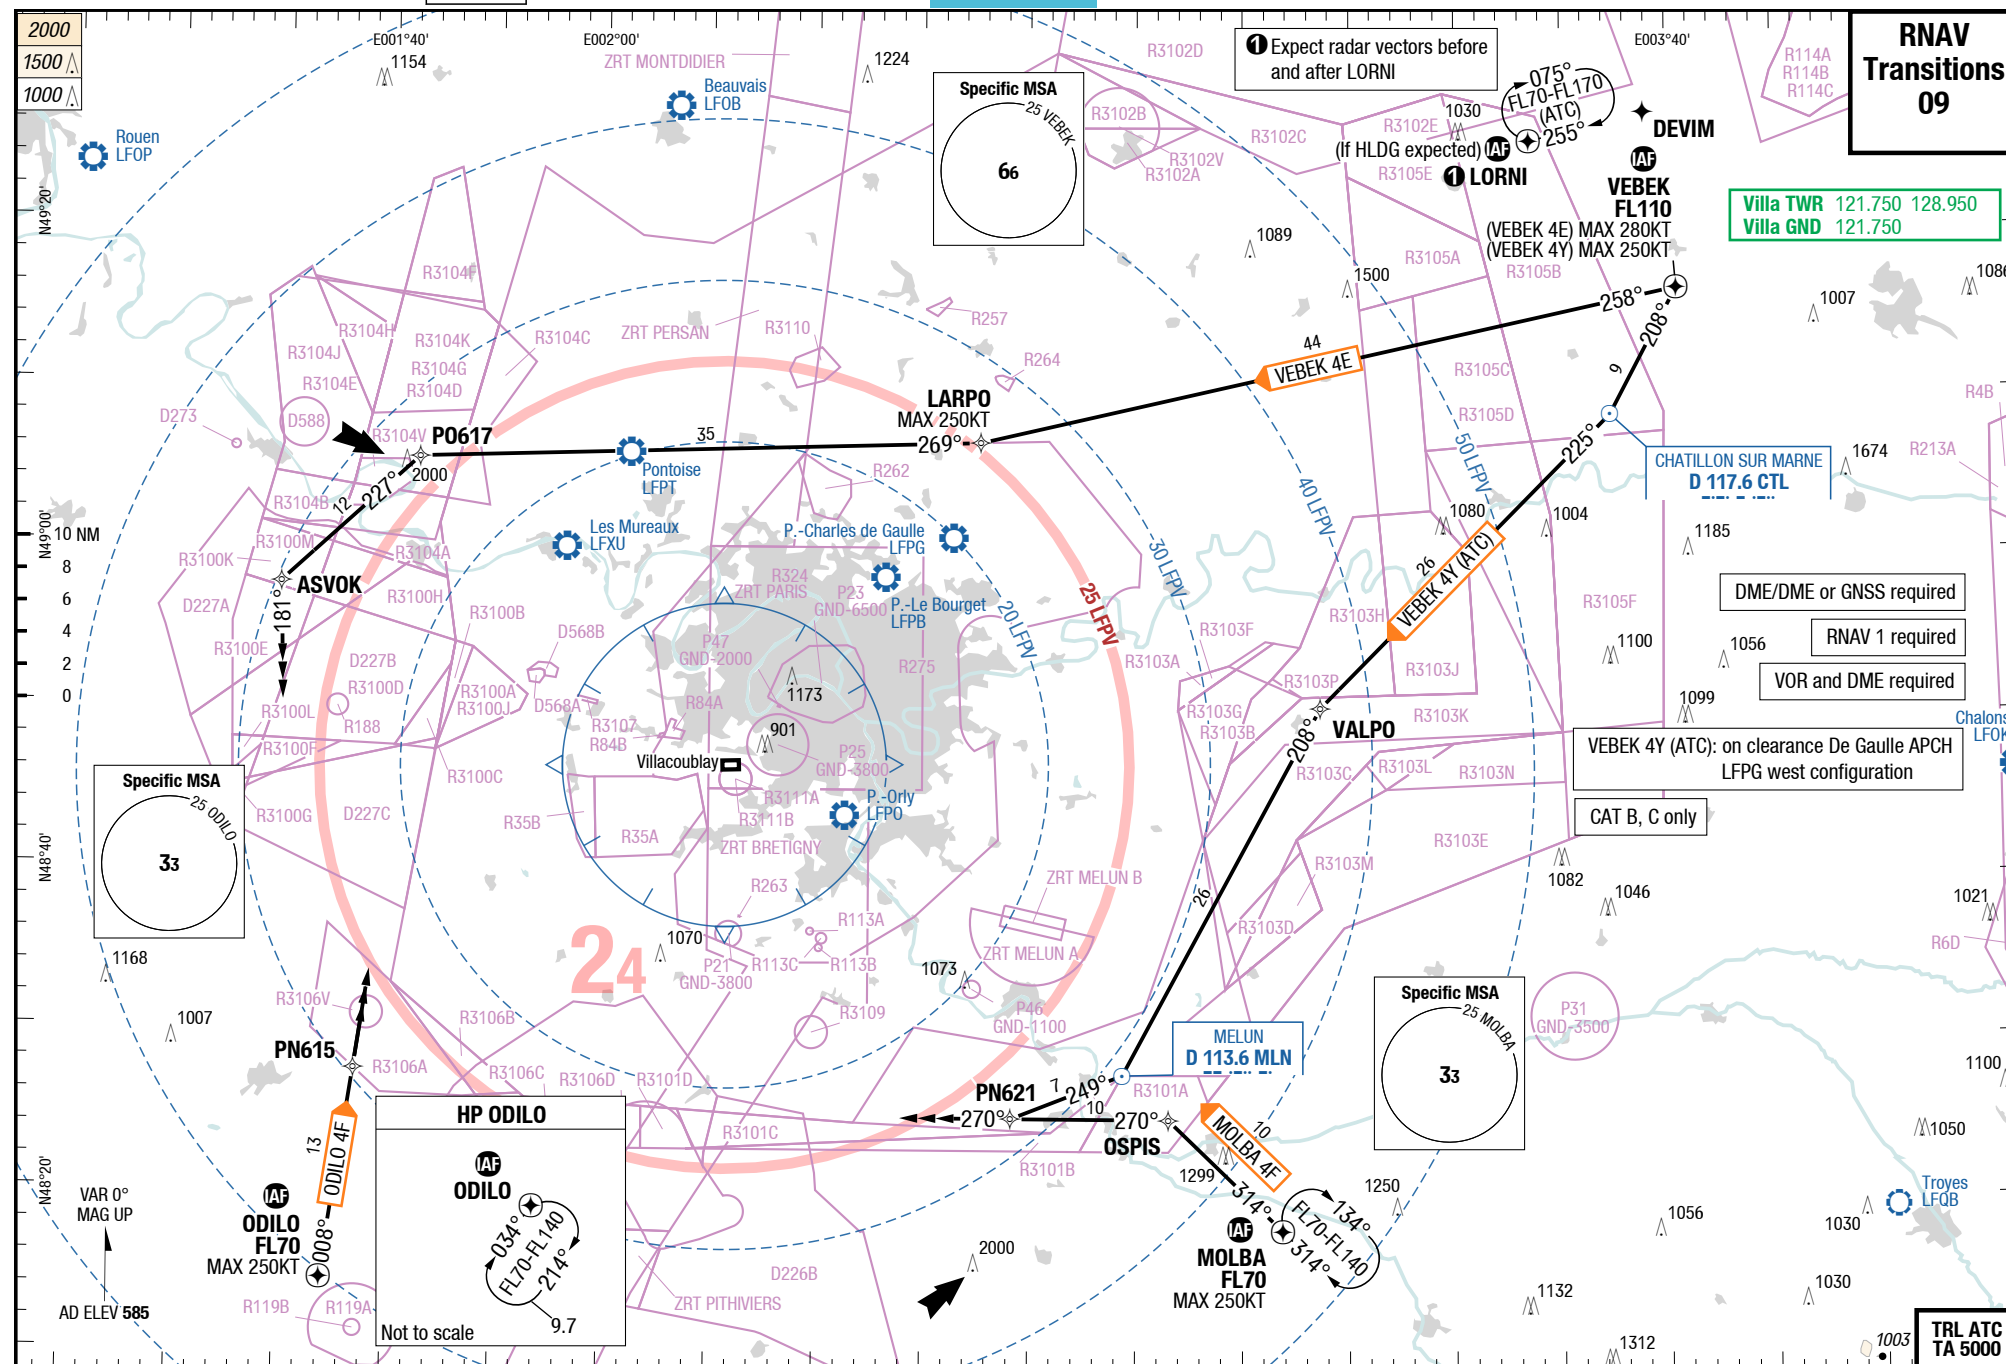 2000
1500
1000
E001°40'
E002°00'
E003°40'
RNAV
Transitions
09
N49°20'
N49°00'
N48°40'
N48°20'
10 NM
8
6
4
2
0
1154
1224
ZRT MONTDIDIER
Beauvais
LFOB
Rouen
LFOP
Specific MSA
25 VEBEK
66
R3102D
R3102B
R3102C
R3102V
R3102A
R3102E
R3105E
1 Expect radar vectors before
and after LORNI
075°
FL70-FL170
(ATC)
255°
1030
(If HLDG expected) IAF
1 LORNI
DEVIM
IAF
VEBEK
FL110
(VEBEK 4E) MAX 280KT
(VEBEK 4Y) MAX 250KT
R114A
R114B
R114C
Villa TWR 121.750 128.950
Villa GND 121.750
1089
1500
R3105A
R3105B
1007
1086
258°
208°
9
44
VEBEK 4E
R3105C
R3105D
R257
R264
R3110
ZRT PERSAN
R3104F
R3104H
R3104K
R3104C
R3104J
R3104G
R3104E
R3104D
D273
D588
R3104V
PO617
2000
35
LARPO
MAX 250KT
269°
Pontoise
LFPT
R262
227°
12
R3104B
R3100M
R3104A
R3100K
ASVOK
181°
D227A
R3100H
R3100B
R3100E
D227B
R3100D
R3100A
R3100J
R3100L
R188
R3100F
R3100C
R3100G
D227C
Les Mureaux
LFXU
P.-Charles de Gaulle
LFPG
R324
ZRT PARIS
P23
GND-6500
P.-Le Bourget
LFPB
P47
GND-2000
R275
D568B
D568A
R3107
R84A
R84B
1173
901
Villacoublay
P25
GND-3800
R3111A
R3111B
R35B
R35A
P.-Orly
LFPO
ZRT BRETIGNY
R263
R113A
R113C
R113B
P21
GND-3800
1070
1073
20 LFPV
25 LFPV
30 LFPV
40 LFPV
50 LFPV
225°
CHATILLON SUR MARNE
D 117.6 CTL
1674
R4B
R213A
1080
1004
1185
26
VEBEK 4Y (ATC)
R3105F
1100
1056
1099
DME/DME or GNSS required
RNAV 1 required
VOR and DME required
VEBEK 4Y (ATC): on clearance De Gaulle APCH
LFPG west configuration
CAT B, C only
Chalons
LFOK
R3103F
R3103H
R3103A
R3103J
R3103P
R3103G
R3103B
R3103K
VALPO
208°
R3103C
R3103L
R3103N
R3103E
R3103M
R3103D
1082
1046
1021
R6D
Specific MSA
25 ODILO
33
1168
1007
24
ZRT MELUN B
ZRT MELUN A
P46
GND-1100
R3109
26
Specific MSA
25 MOLBA
33
P31
GND-3500
1100
1050
R3106V
R3106B
PN615
R3106A
R3106C
R3106D
R3101D
R3101C
R3101A
R3101B
MELUN
D 113.6 MLN
PN621
7
249°
10
270°
270°
OSPIS
MOLBA 4F
10
1299
314°
134°
FL70-FL140
314°
IAF
MOLBA
FL70
MAX 250KT
1250
1056
1030
1030
1132
1312
Troyes
LFQB
13
ODILO 4F
008°
IAF
ODILO
FL70
MAX 250KT
VAR 0°
MAG UP
AD ELEV 585
R119B
R119A
HP ODILO
IAF
ODILO
034°
FL70-FL140
214°
9.7
Not to scale
2000
D226B
ZRT PITHIVIERS
1003
TRL ATC
TA 5000